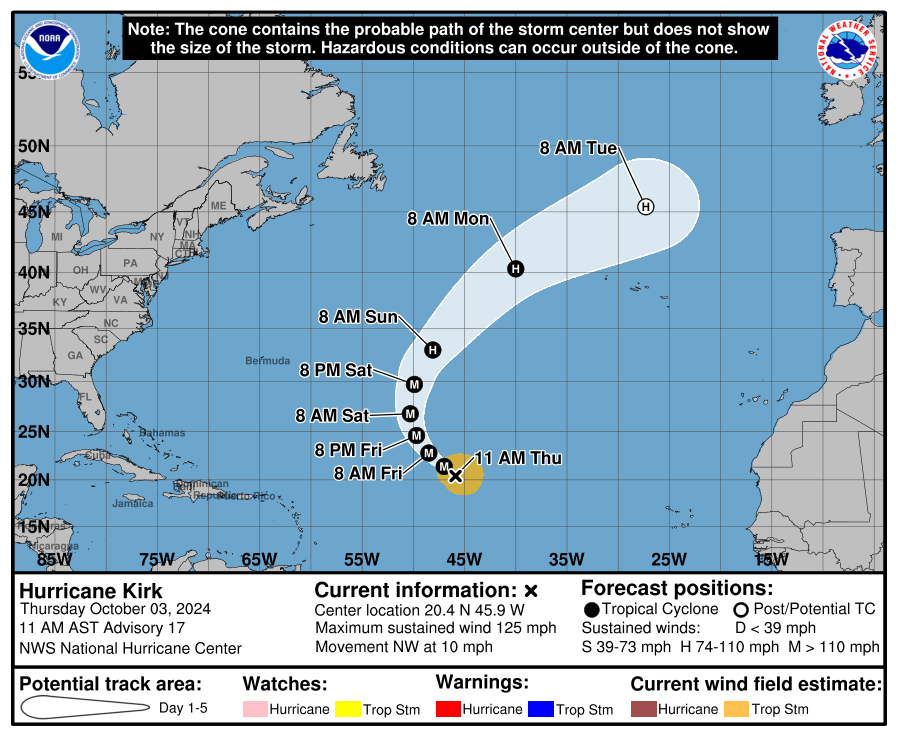 Note: The cone contains the probable path of the storm center but does not show
the size of the storm. Hazardous conditions can occur outside of the cone.
NOAA
NATIONAL WEATHER SERVICE
50N
45N
40N
35N
30N
25N
20N
15N
85W
75W
65W
55W
45W
35W
25W
15W
ME
VT
NH
MA
MI
NY
PA
OH
WV
VA
KY
NC
SC
GA
FL
Bermuda
Bahamas
Cuba
Dominican
Republic
Puerto Rico
Jamaica
Nicaragua
8 AM Tue
H
8 AM Mon
H
8 AM Sun
H
8 PM Sat
M
8 AM Sat
M
8 PM Fri
M
8 AM Fri
M
M
11 AM Thu
Hurricane Kirk
Thursday October 03, 2024
11 AM AST Advisory 17
NWS National Hurricane Center
Current information:
Center location 20.4 N 45.9 W
Maximum sustained wind 125 mph
Movement NW at 10 mph
Forecast positions:
Tropical Cyclone Post/Potential TC
Sustained winds: D < 39 mph
S 39-73 mph H 74-110 mph M > 110 mph
Potential track area:
Day 1-5
Watches:
Hurricane Trop Stm
Warnings:
Hurricane Trop Stm
Current wind field estimate:
Hurricane Trop Stm